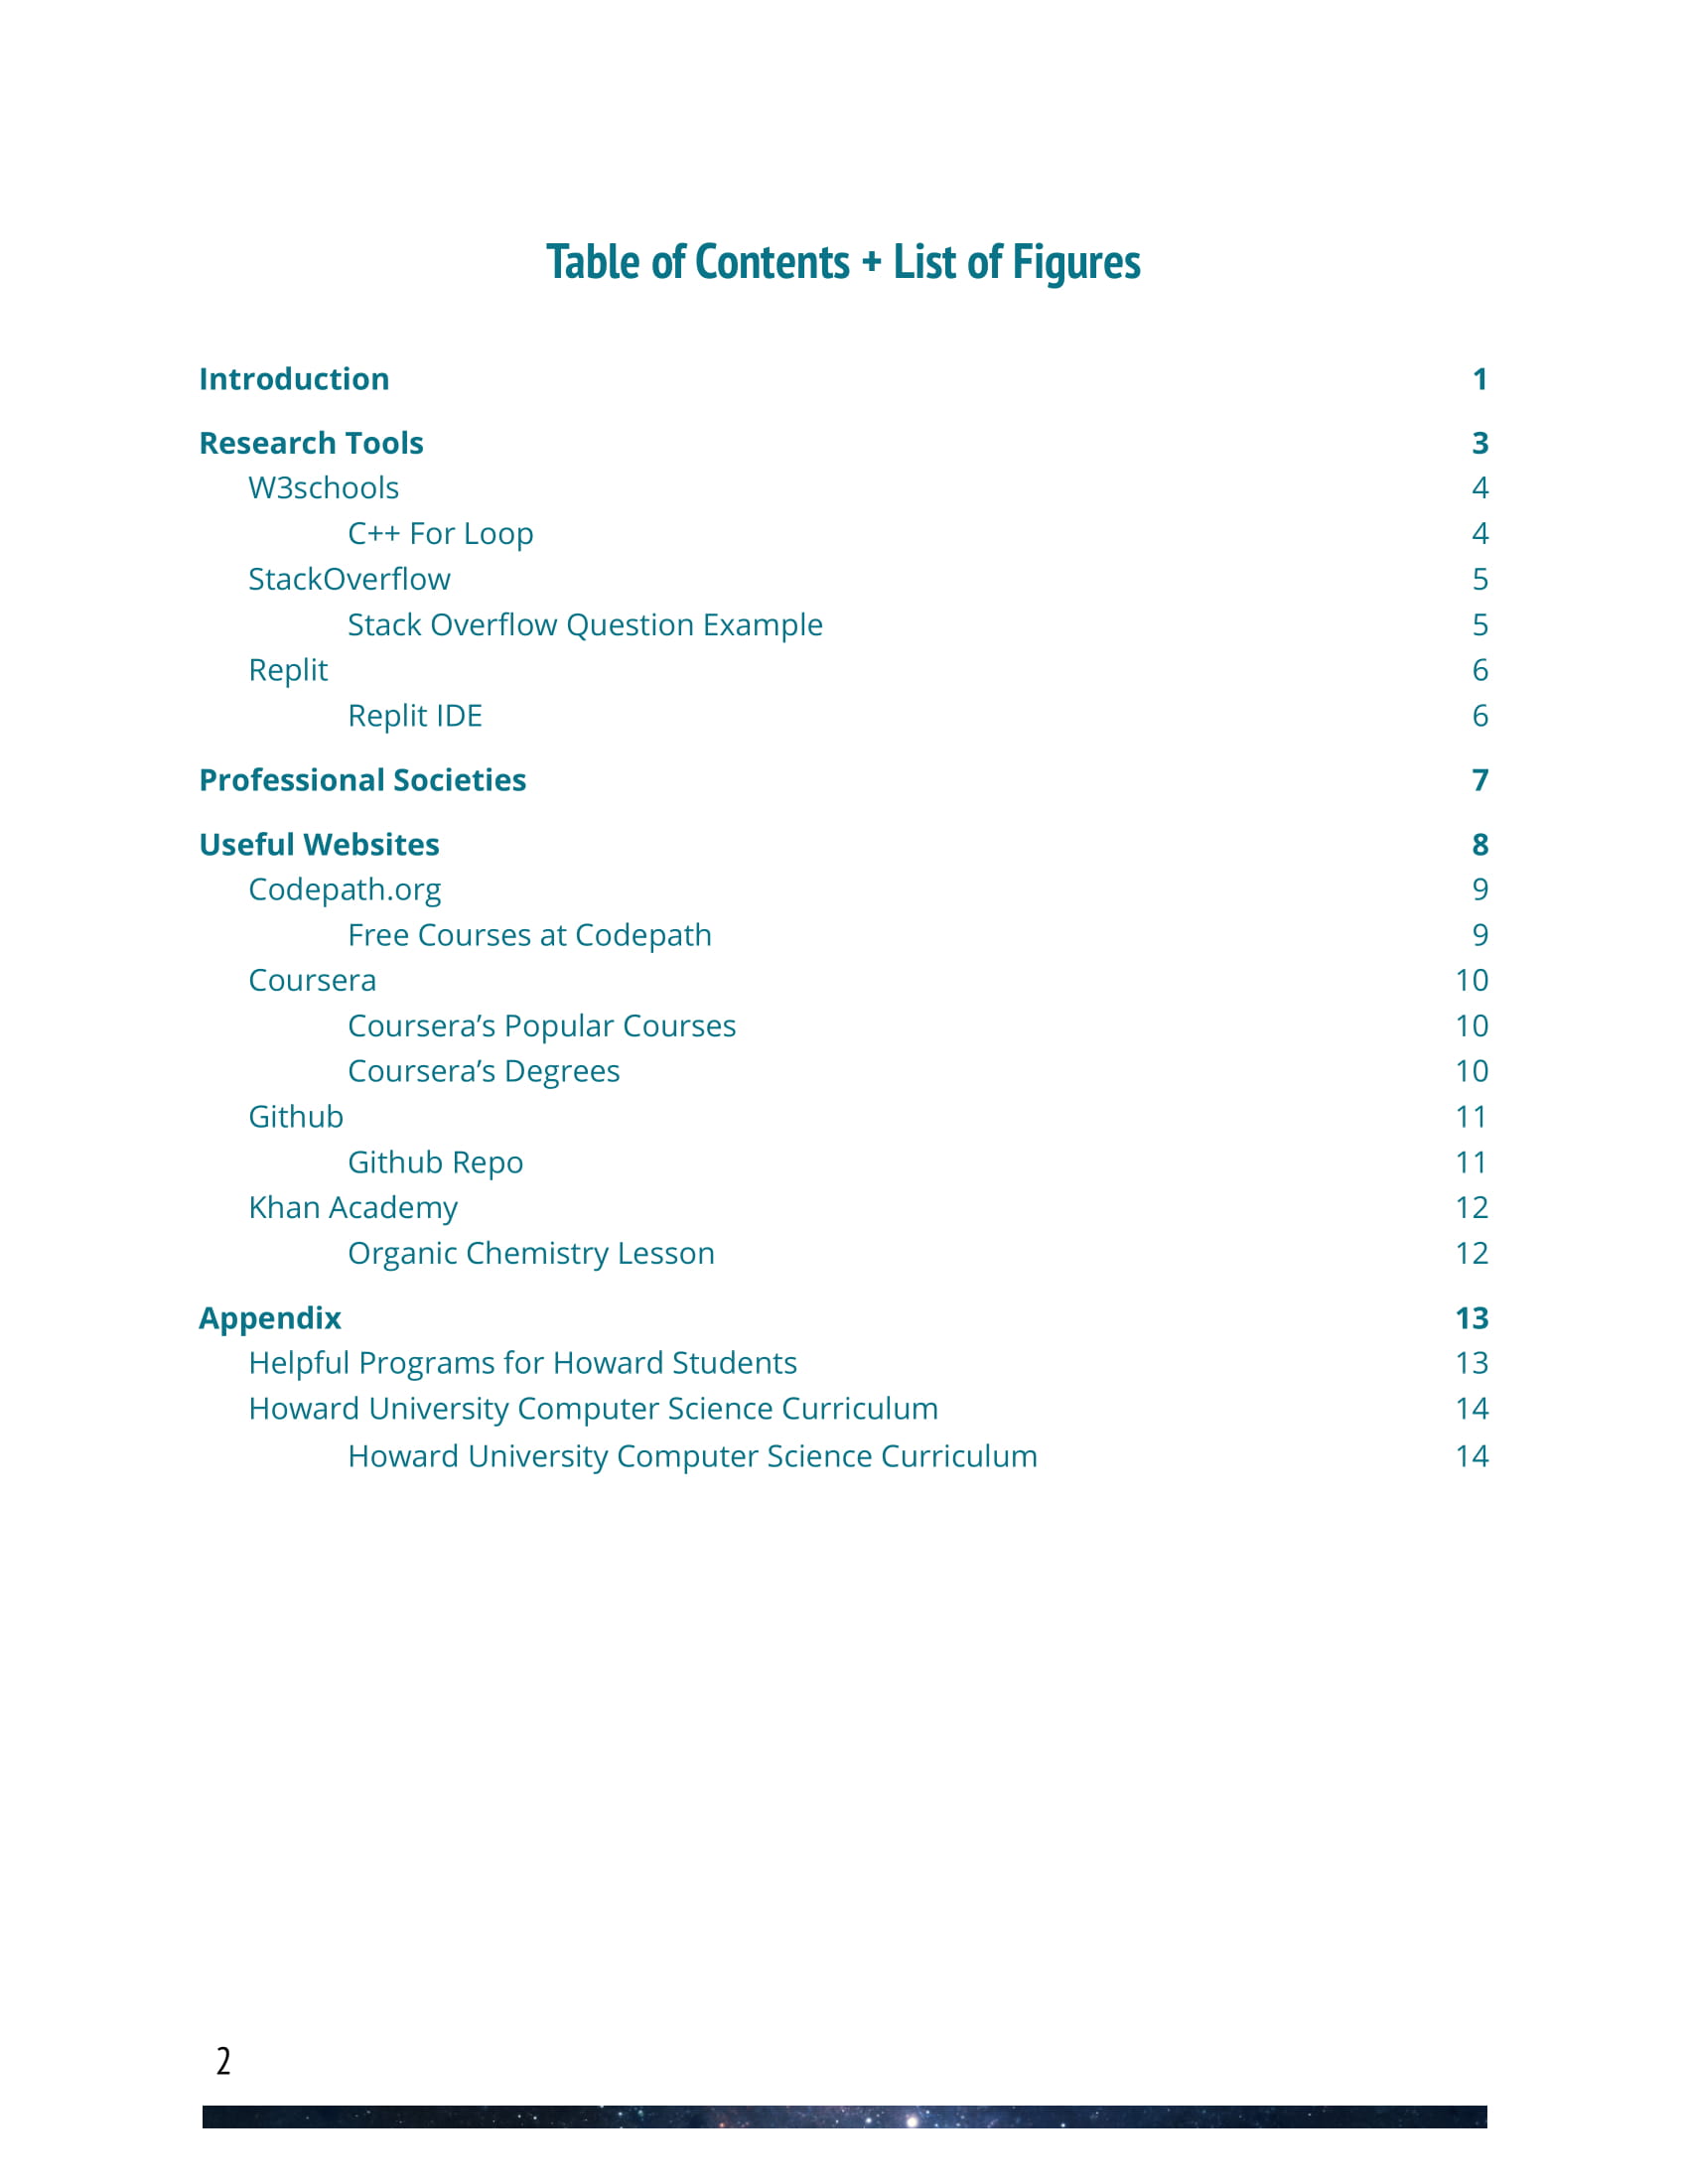 Table of Contents + List of Figures
Introduction 1
Research Tools 3
W3schools 4
C++ For Loop 4
StackOverflow 5
Stack Overflow Question Example 5
Replit 6
Replit IDE 6
Professional Societies 7
Useful Websites 8
Codepath.org 9
Free Courses at Codepath 9
Coursera 10
Coursera’s Popular Courses 10
Coursera’s Degrees 10
Github 11
Github Repo 11
Khan Academy 12
Organic Chemistry Lesson 12
Appendix 13
Helpful Programs for Howard Students 13
Howard University Computer Science Curriculum 14
Howard University Computer Science Curriculum 14
2